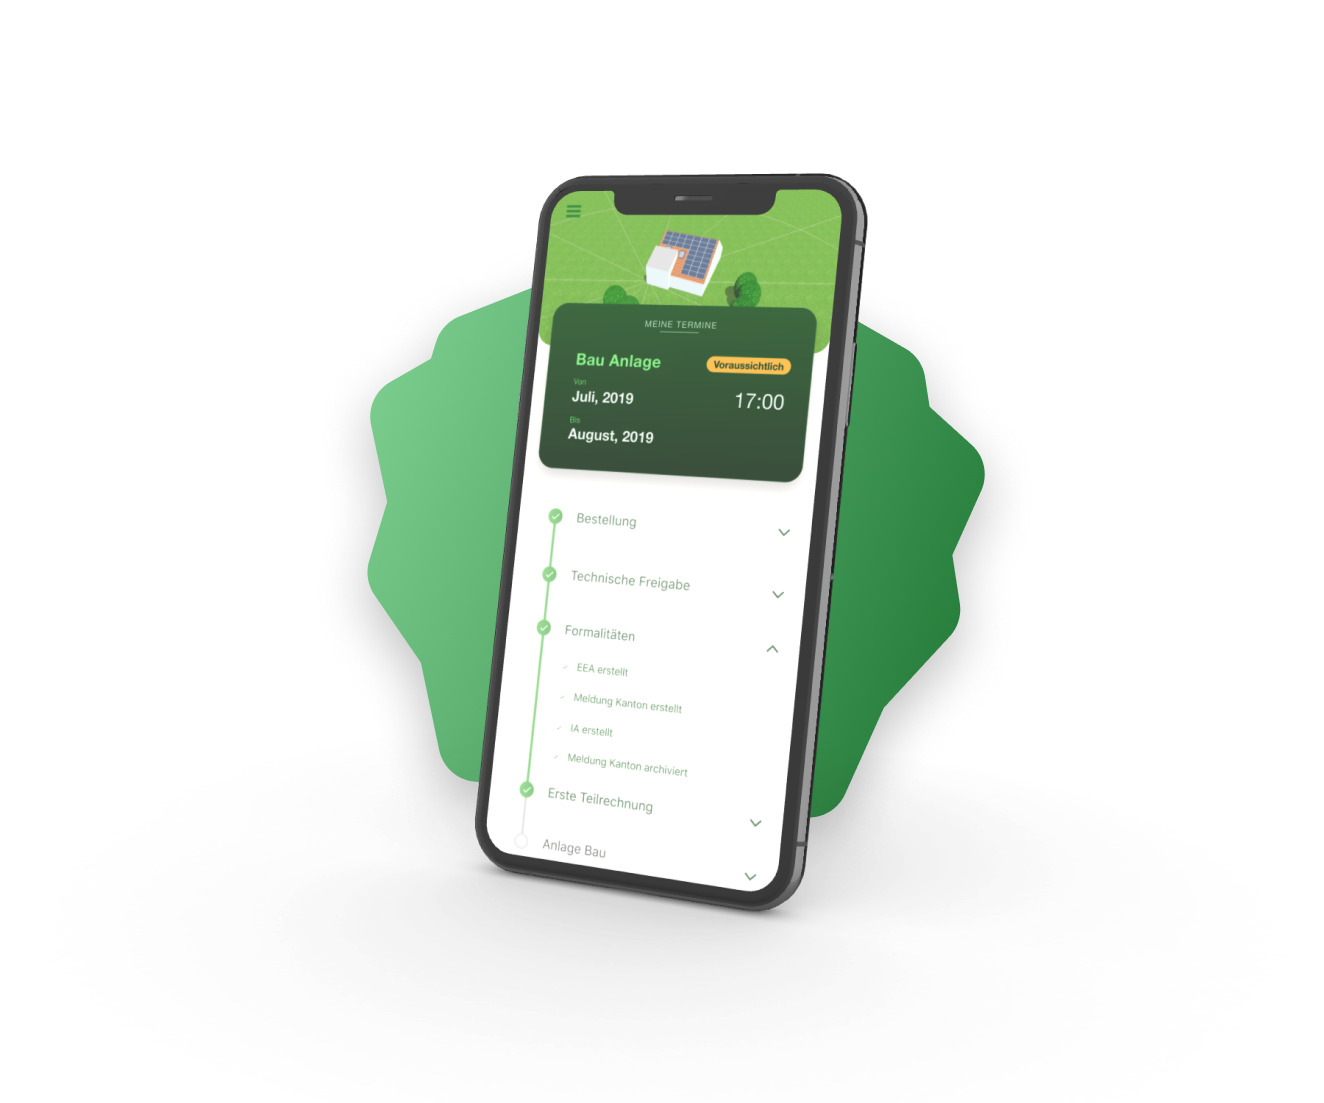 MEINE TERMINE
Bau Anlage
Voraussichtlich
Von
Juli, 2019
17:00
Bis
August, 2019
Bestellung
Technische Freigabe
Formalitäten
EEA erstellt
Meldung Kanton erstellt
IA erstellt
Meldung Kanton archiviert
Erste Teilrechnung
Anlage Bau